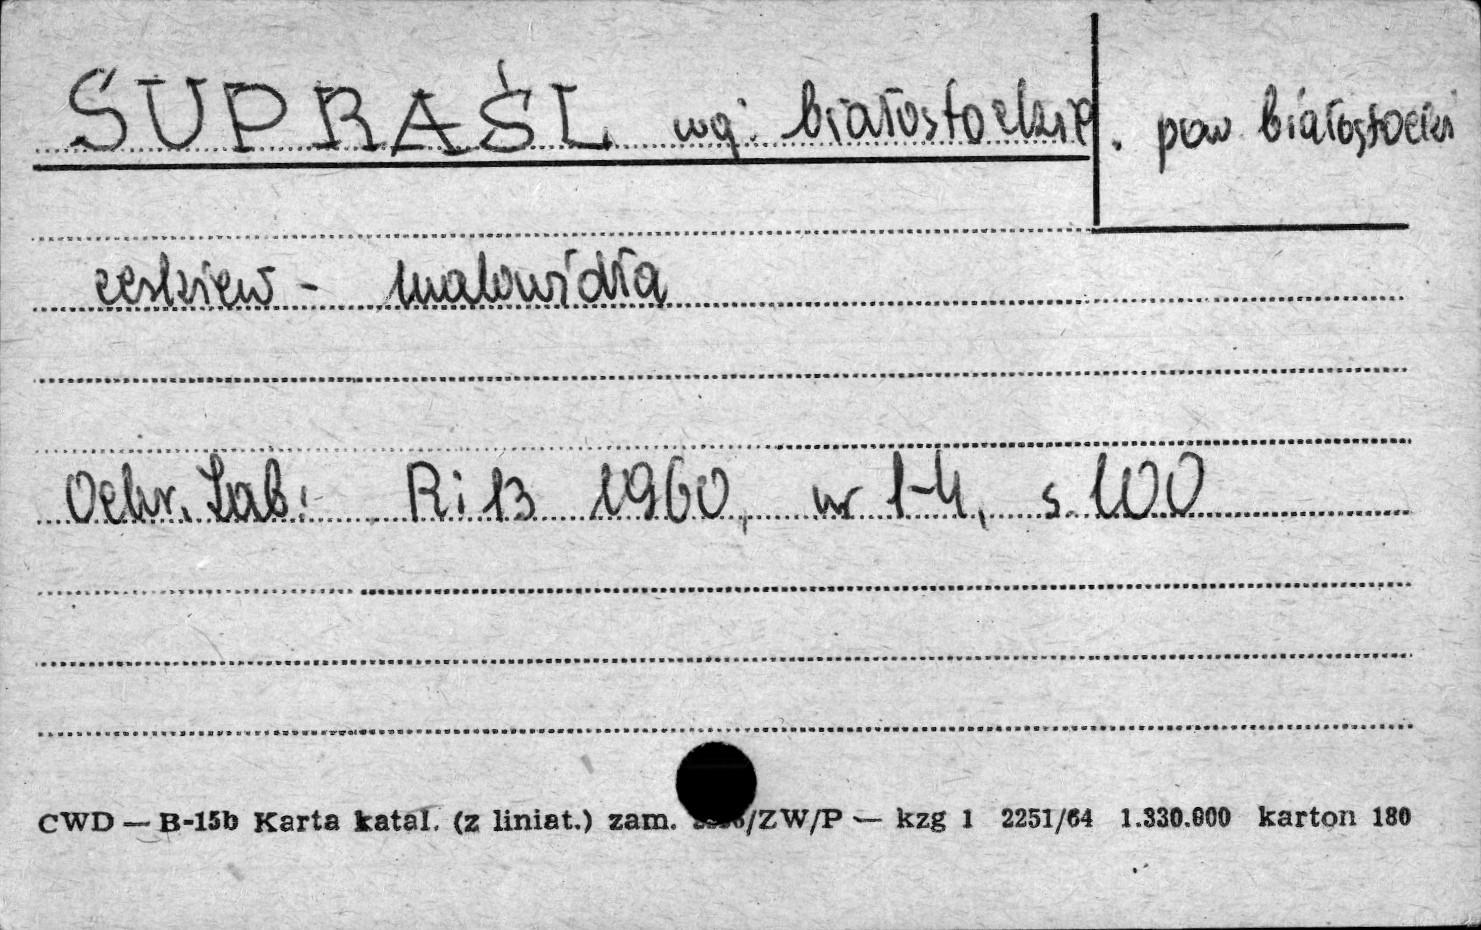 SUPRAŚL woj. białostockie. pow białostocki
cerkiew - malowidła
Ochr. Zab: R: 13 1960, nr 1-4, s. 100
CWD — B-15b Karta katal. (z liniat.) zam. /ZW/P — kzg 1 2251/64 1.330.000 karton 180